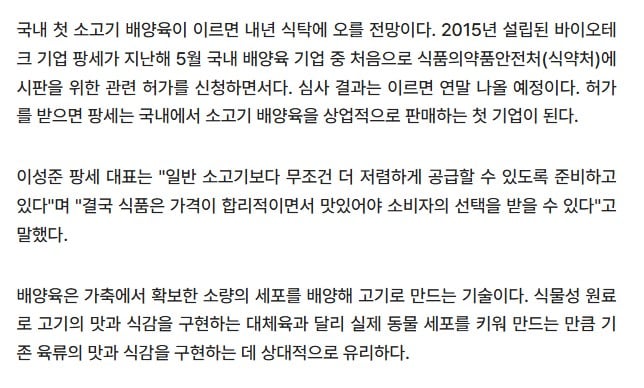 국내 첫 소고기 배양육이 이르면 내년 식탁에 오를 전망이다. 2015년 설립된 바이오테
크 기업 팡세가 지난해 5월 국내 배양육 기업 중 처음으로 식품의약품안전처(식약처)에
시판을 위한 관련 허가를 신청하면서다. 심사 결과는 이르면 연말 나올 예정이다. 허가
를 받으면 팡세는 국내에서 소고기 배양육을 상업적으로 판매하는 첫 기업이 된다.
이성준 팡세 대표는 "일반 소고기보다 무조건 더 저렴하게 공급할 수 있도록 준비하고
있다"며 "결국 식품은 가격이 합리적이면서 맛있어야 소비자의 선택을 받을 수 있다"고
말했다.
배양육은 가축에서 확보한 소량의 세포를 배양해 고기로 만드는 기술이다. 식물성 원료
로 고기의 맛과 식감을 구현하는 대체육과 달리 실제 동물 세포를 키워 만드는 만큼 기
존 육류의 맛과 식감을 구현하는 데 상대적으로 유리하다.